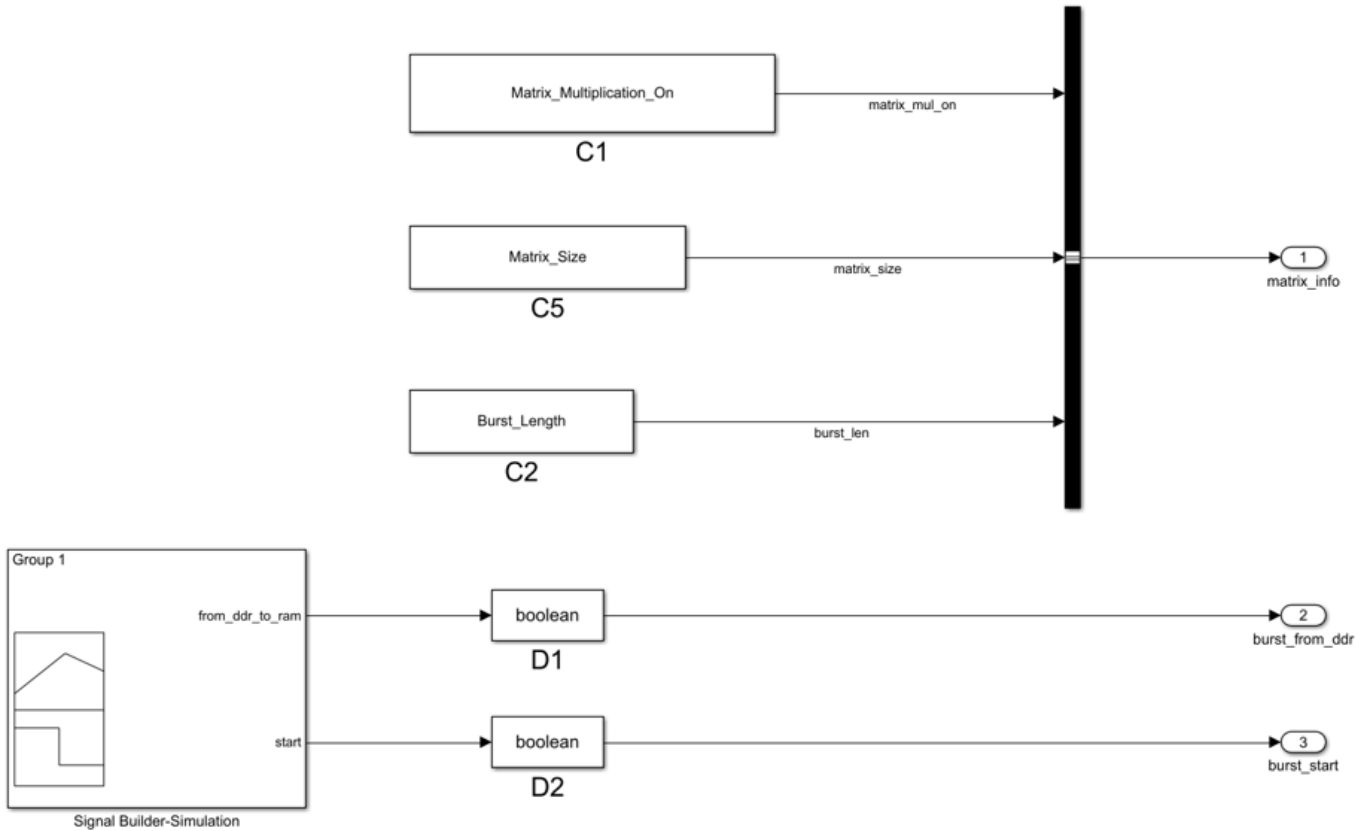 Matrix_Multiplication_On
matrix_mul_on
C1
Matrix_Size
matrix_size
1
C5
matrix_info
Burst_Length
burst_len
C2
Group 1
from_ddr_to_ram
boolean
2
D1
burst_from_ddr
start
boolean
3
D2
burst_start
Signal Builder-Simulation